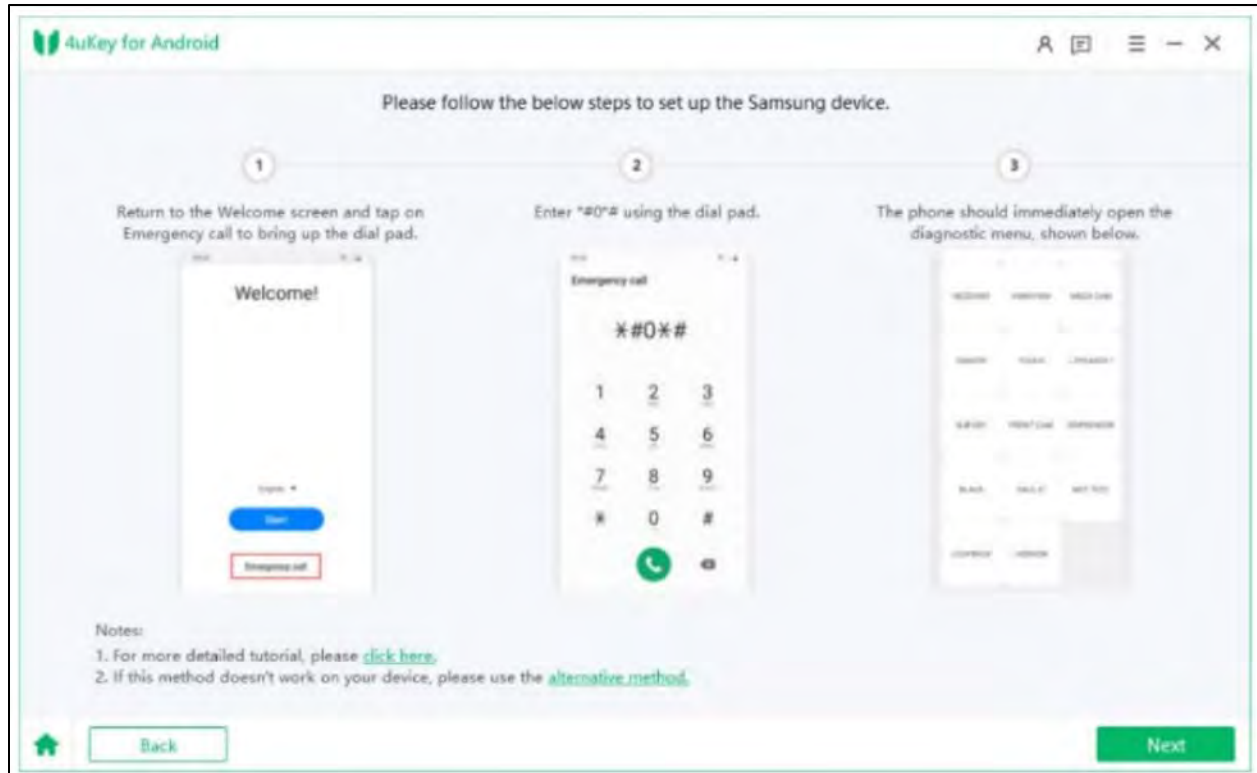 4uKey for Android
Please follow the below steps to set up the Samsung device.
1
2
3
Return to the Welcome screen and tap on
Emergency call to bring up the dial pad.
Enter *#0*# using the dial pad.
The phone should immediately open the
diagnostic menu, shown below.
Welcome!
English
Start
Emergency call
Emergency call
*#0*#
1 2 3
4 5 6
7 8 9
* 0 #
Notes:
1. For more detailed tutorial, please click here.
2. If this method doesn't work on your device, please use the alternative method.
Back
Next